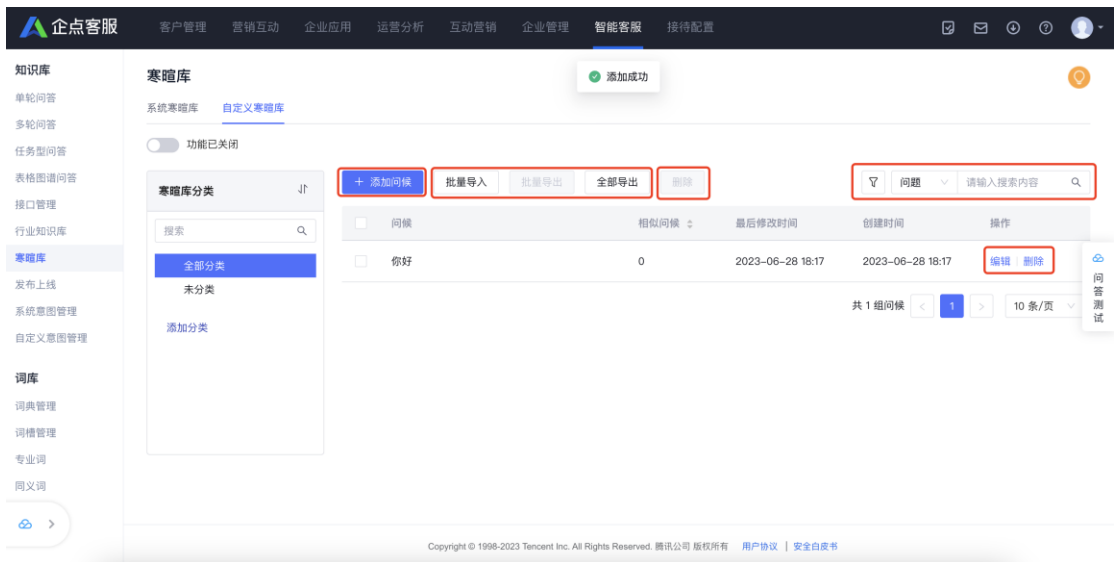 企点客服 客户管理 营销互动 企业应用 运营分析 互动营销 企业管理 智能客服 接待配置
知识库
单轮问答
多轮问答
任务型问答
表格图谱问答
接口管理
行业知识库
寒暄库
发布上线
系统意图管理
自定义意图管理
词库
词典管理
词槽管理
专业词
同义词
寒暄库
添加成功
系统寒暄库 自定义寒暄库
功能已关闭
寒暄库分类
搜索
全部分类
未分类
添加分类
+ 添加问候 批量导入 批量导出 全部导出 删除 问题 请输入搜索内容
问候 相似问候 最后修改时间 创建时间 操作
你好 0 2023-06-28 18:17 2023-06-28 18:17 编辑 删除
共 1 组问候 < 1 > 10 条/页
问答测试
Copyright © 1998-2023 Tencent Inc. All Rights Reserved. 腾讯公司 版权所有 用户协议 | 安全白皮书